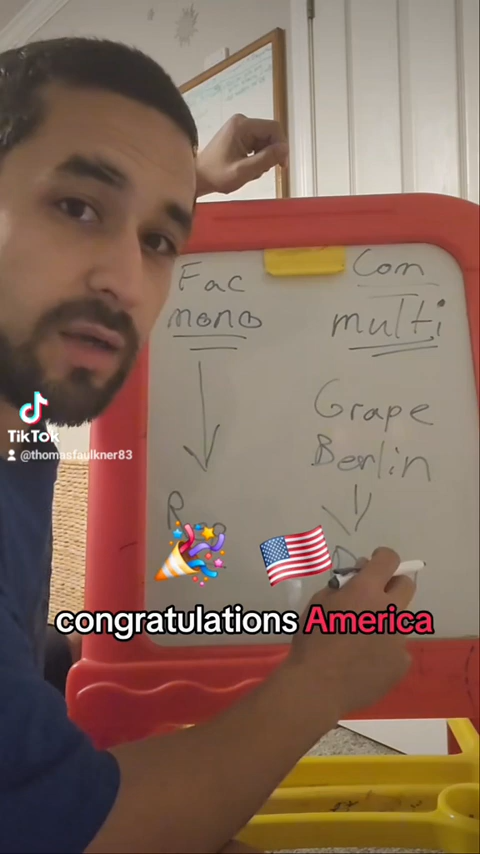 Fac
mono
Com
multi
Grape
Berlin
R
TikTok
@thomasfaulkner83
congratulations America